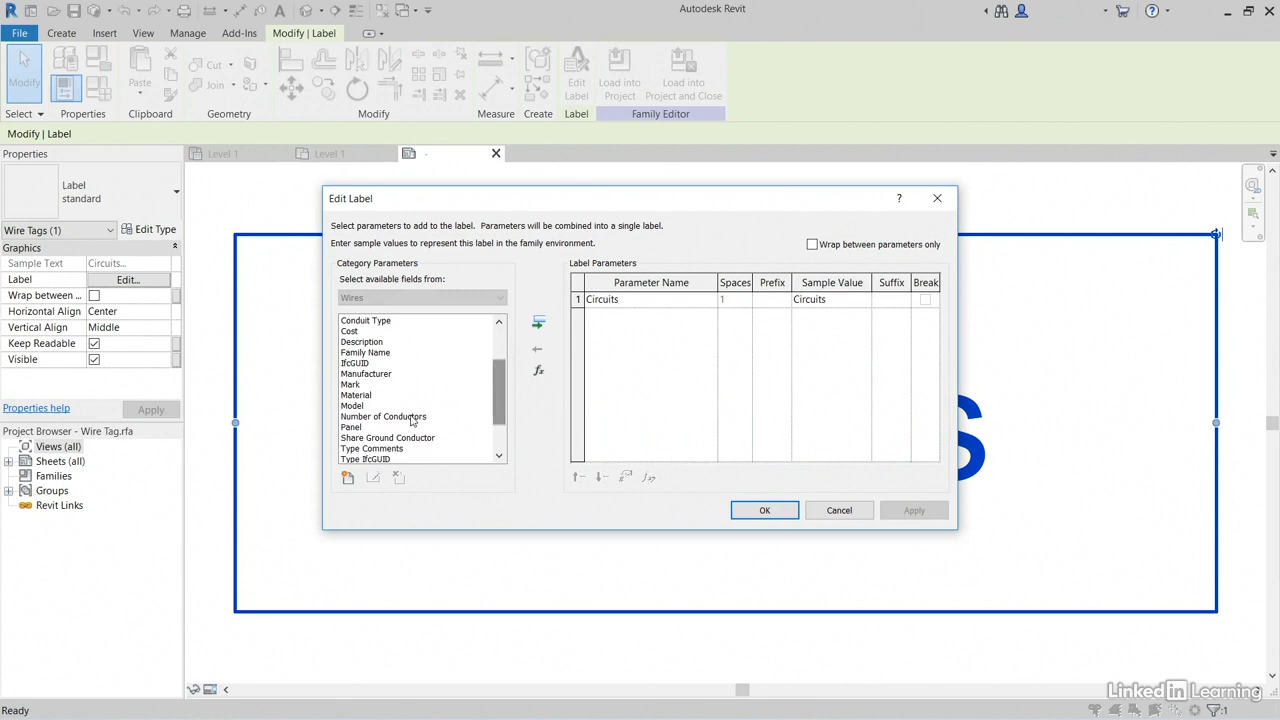 Autodesk Revit
File Create Insert View Manage Add-Ins Modify | Label
Modify
Paste
Cut
Join
Edit Label
Load into Project
Load into Project and Close
Select Properties Clipboard Geometry Modify Measure Create Label Family Editor
Modify | Label
Properties
Level 1
Level 1
-
Label
standard
Wire Tags (1)
Edit Type
Graphics
Sample Text Circuits...
Label Edit...
Wrap between ...
Horizontal Align Center
Vertical Align Middle
Keep Readable
Visible
Properties help
Apply
Project Browser - Wire Tag.rfa
Views (all)
Sheets (all)
Families
Groups
Revit Links
Edit Label
?
Select parameters to add to the label. Parameters will be combined into a single label.
Enter sample values to represent this label in the family environment.
Wrap between parameters only
Category Parameters
Select available fields from:
Wires
Conduit Type
Cost
Description
Family Name
IfcGUID
Manufacturer
Mark
Material
Model
Number of Conductors
Panel
Share Ground Conductor
Type Comments
Type IfcGUID
Label Parameters
Parameter Name Spaces Prefix Sample Value Suffix Break
1 Circuits 1 Circuits
OK Cancel Apply
S
LinkedIn Learning
Ready
:1